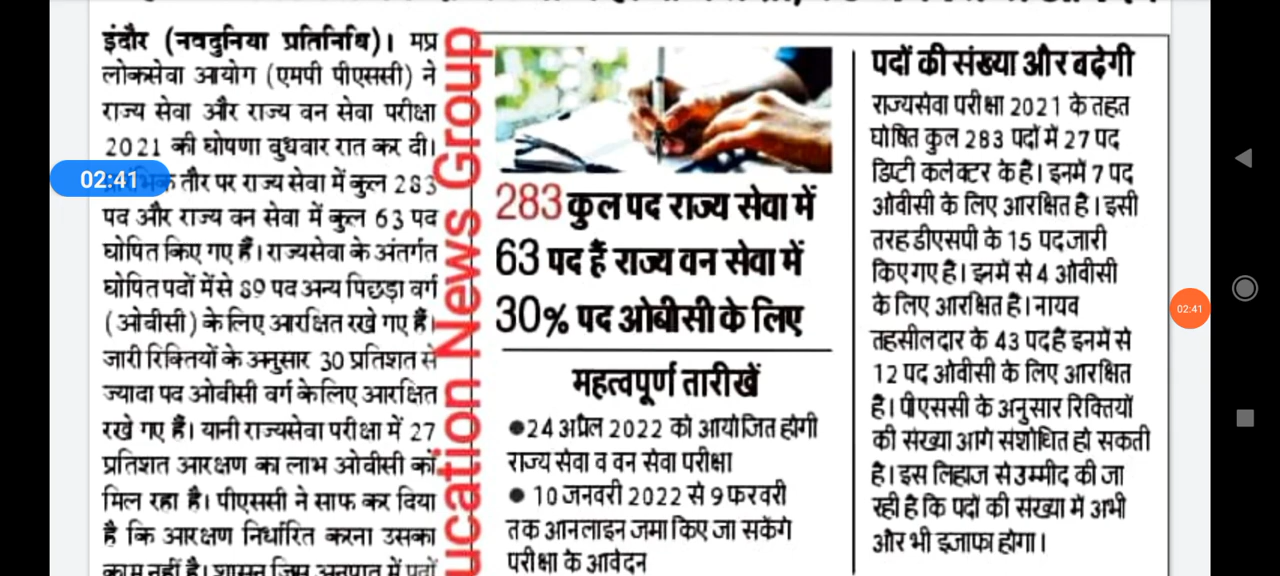 इंदौर (नवदुनिया प्रतिनिधि)। मप्र
लोकसेवा आयोग (एमपी पीएससी) ने
राज्य सेवा और राज्य वन सेवा परीक्षा
2021 की घोषणा बुधवार रात कर दी।
तौर पर राज्य सेवा में कुल 283
पद और राज्य वन सेवा में कुल 63 पद
घोषित किए गए हैं। राज्यसेवा के अंतर्गत
घोषित पदों में से 89 पद अन्य पिछड़ा वर्ग
(ओबीसी) के लिए आरक्षित रखे गए हैं।
जारी रिक्तियों के अनुसार 30 प्रतिशत से
ज्यादा पद ओबीसी वर्ग के लिए आरक्षित
रखे गए हैं। यानी राज्यसेवा परीक्षा में 27
प्रतिशत आरक्षण का लाभ ओबीसी को
मिल रहा है। पीएससी ने साफ कर दिया
है कि आरक्षण निर्धारित करना उसका
काम नहीं है। शासन जिस अनुपात में पदों
02:41
ucation News Group
283 कुल पद राज्य सेवा में
63 पद हैं राज्य वन सेवा में
30% पद ओबीसी के लिए
महत्वपूर्ण तारीखें
●24 अप्रैल 2022 को आयोजित होगी
राज्य सेवा व वन सेवा परीक्षा
● 10 जनवरी 2022 से 9 फरवरी
तक आनलाइन जमा किए जा सकेंगे
परीक्षा के आवेदन
पदों की संख्या और बढ़ेगी
राज्यसेवा परीक्षा 2021 के तहत
घोषित कुल 283 पदों में 27 पद
डिप्टी कलेक्टर के है। इनमें 7 पद
ओबीसी के लिए आरक्षित है। इसी
तरह डीएसपी के 15 पद जारी
किए गए है। इनमें से 4 ओबीसी
के लिए आरक्षित है। नायब
तहसीलदार के 43 पद हैं इनमें से
12 पद ओबीसी के लिए आरक्षित
है। पीएससी के अनुसार रिक्तियों
की संख्या आगे संशोधित हो सकती
है। इस लिहाज से उम्मीद की जा
रही है कि पदों की संख्या में अभी
और भी इजाफा होगा।
02:41